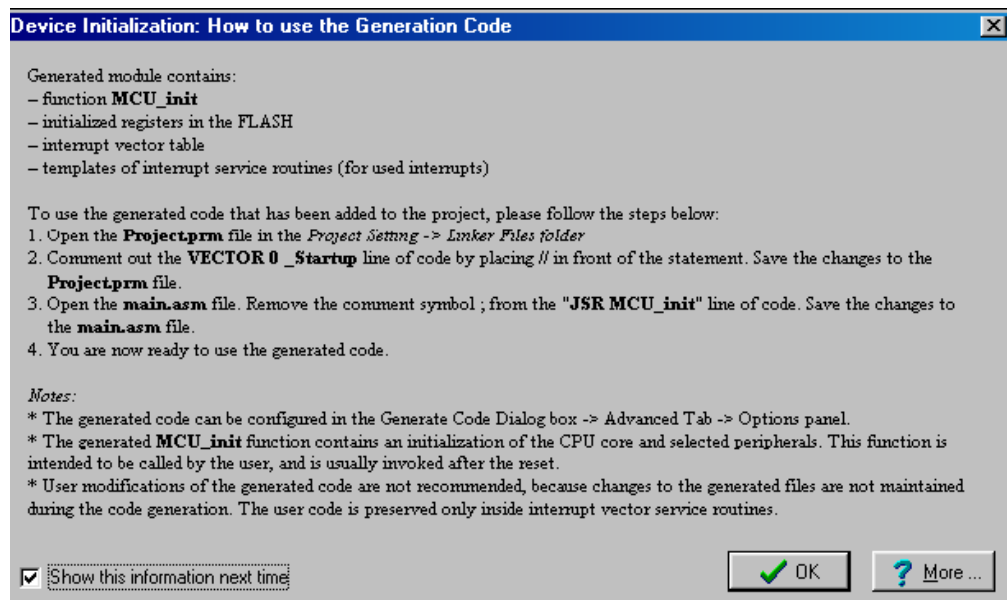 Device Initialization: How to use the Generation Code
Generated module contains:
– function MCU_init
– initialized registers in the FLASH
– interrupt vector table
– templates of interrupt service routines (for used interrupts)
To use the generated code that has been added to the project, please follow the steps below:
1. Open the Project.prm file in the Project Setting -> Linker Files folder
2. Comment out the VECTOR 0 _Startup line of code by placing // in front of the statement. Save the changes to the
Project.prm file.
3. Open the main.asm file. Remove the comment symbol ; from the "JSR MCU_init" line of code. Save the changes to
the main.asm file.
4. You are now ready to use the generated code.
Notes:
* The generated code can be configured in the Generate Code Dialog box -> Advanced Tab -> Options panel.
* The generated MCU_init function contains an initialization of the CPU core and selected peripherals. This function is
intended to be called by the user, and is usually invoked after the reset.
* User modifications of the generated code are not recommended, because changes to the generated files are not maintained
during the code generation. The user code is preserved only inside interrupt vector service routines.
Show this information next time
OK
More ...